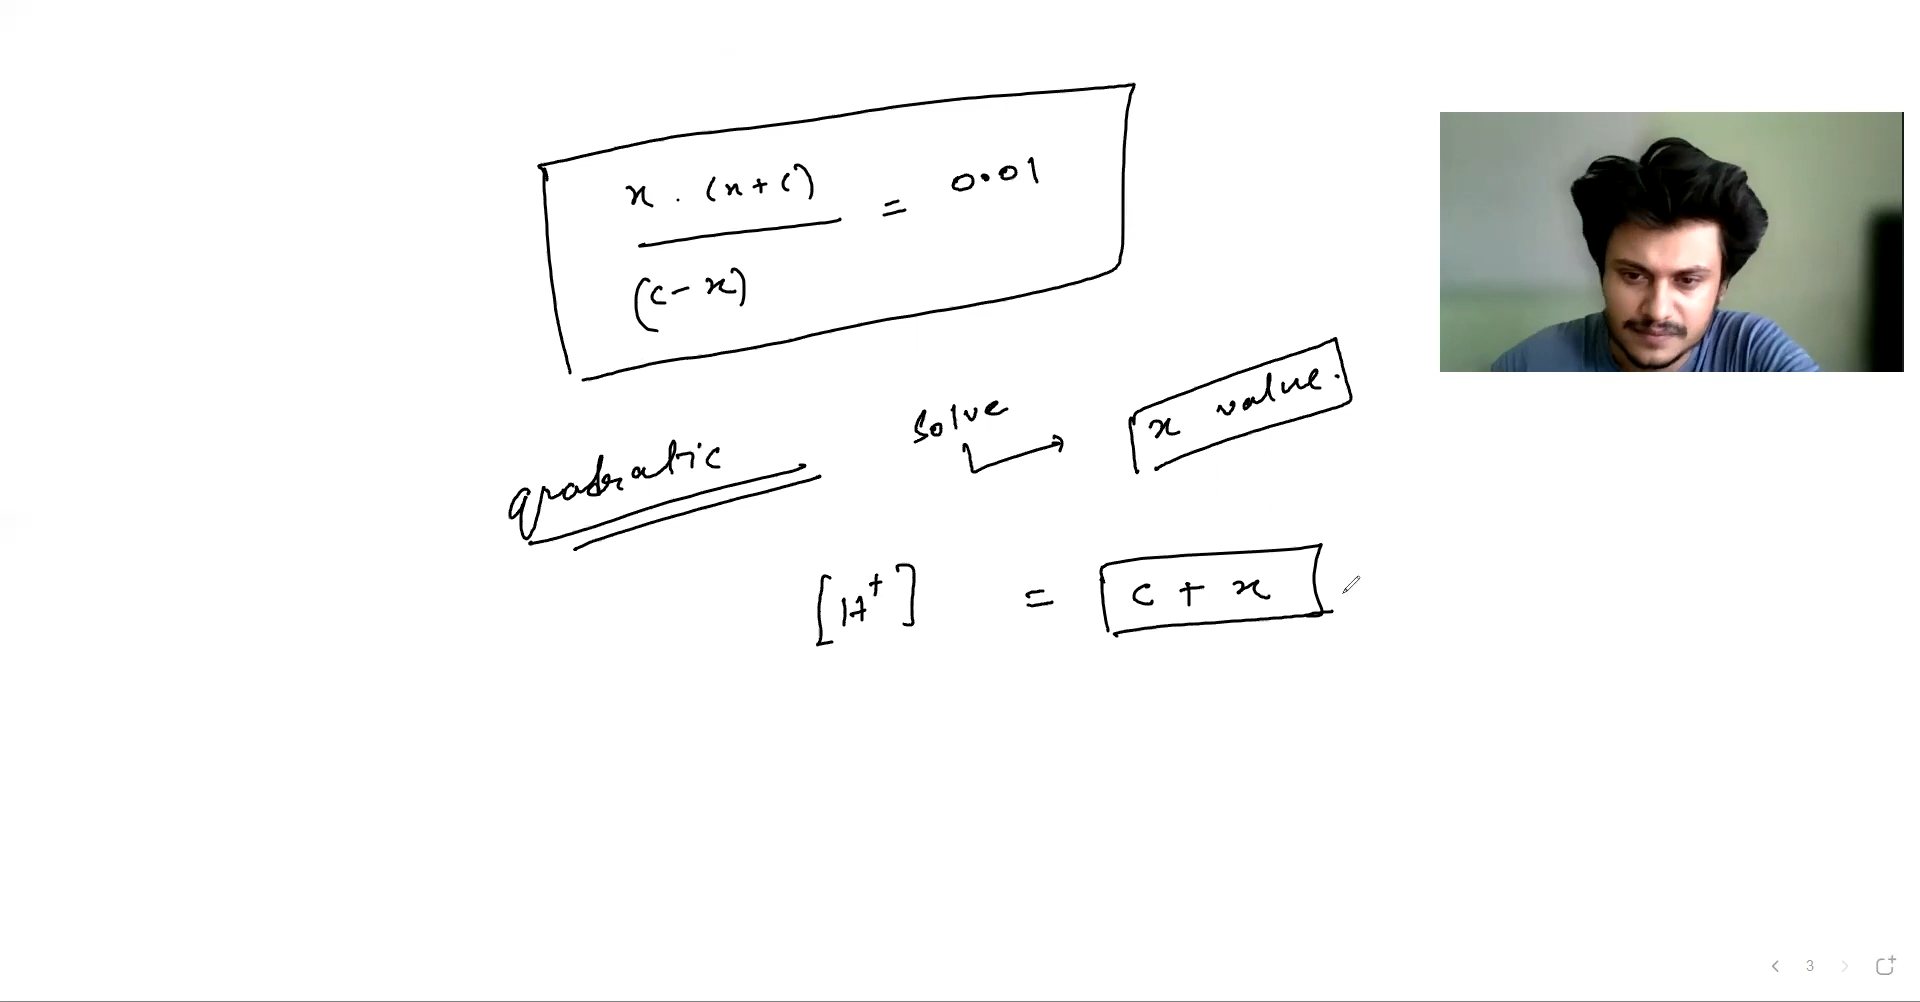 x . (x+c)
(c-x)
= 0.01
solve
x value.
quadratic
[H⁺] = c + x
3